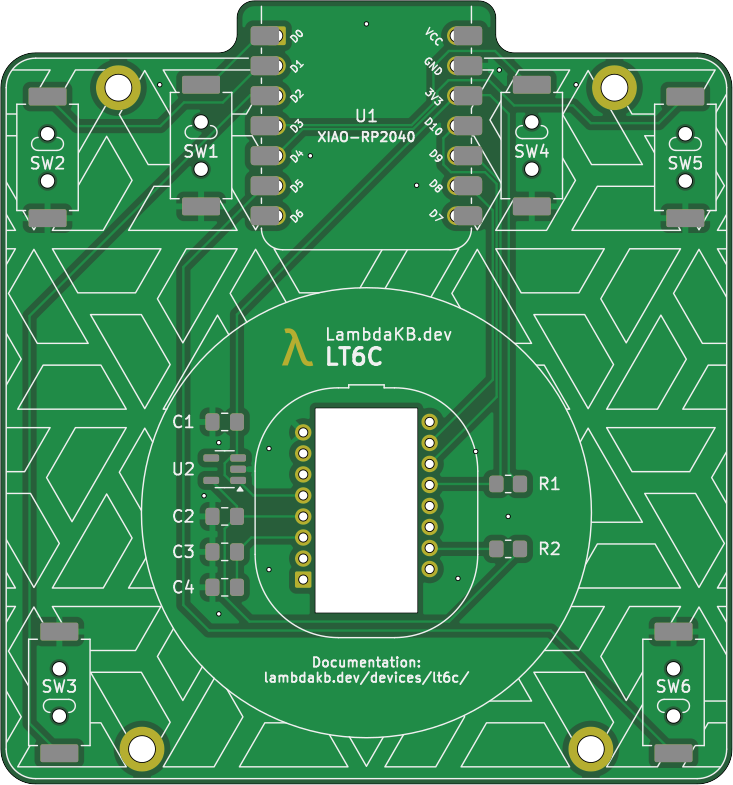 D0
VCC
D1
GND
D2
3V3
U1
D3
D10
XIAO-RP2040
SW2
SW1
D4
D9
SW4
SW5
D5
D8
D6
D7
λ LambdaKB.dev
LT6C
C1
U2
R1
C2
C3
R2
C4
Documentation:
lambdakb.dev/devices/lt6c/
SW3
SW6